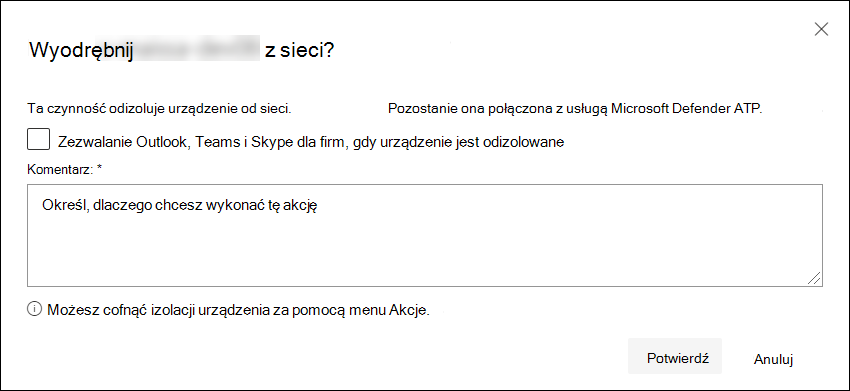 Wyodrębnij z sieci?
Ta czynność odizoluje urządzenie od sieci. Pozostanie ona połączona z usługą Microsoft Defender ATP.
Zezwalanie Outlook, Teams i Skype dla firm, gdy urządzenie jest odizolowane
Komentarz: *
Określ, dlaczego chcesz wykonać tę akcję
Możesz cofnąć izolacji urządzenia za pomocą menu Akcje.
Potwierdź Anuluj